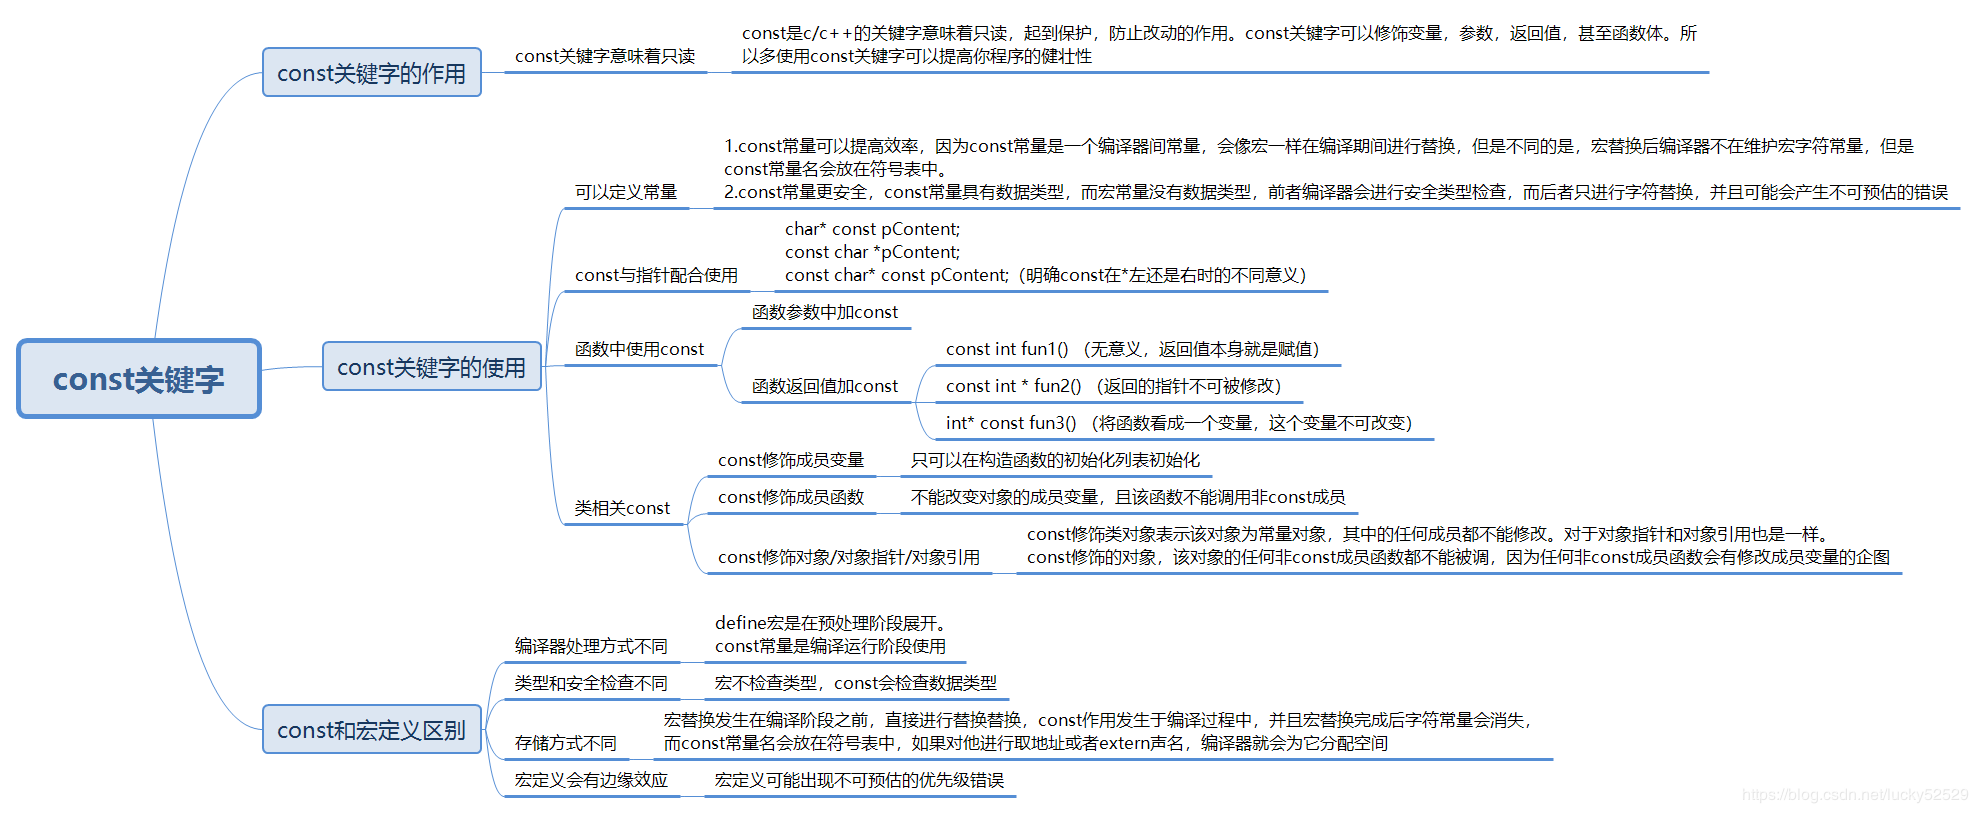 const关键字
const关键字的作用
const关键字意味着只读
const是c/c++的关键字意味着只读，起到保护，防止改动的作用。const关键字可以修饰变量，参数，返回值，甚至函数体。所
以多使用const关键字可以提高你程序的健壮性
const关键字的使用
可以定义常量
1.const常量可以提高效率，因为const常量是一个编译器间常量，会像宏一样在编译期间进行替换，但是不同的是，宏替换后编译器不在维护宏字符常量，但是
const常量名会放在符号表中。
2.const常量更安全，const常量具有数据类型，而宏常量没有数据类型，前者编译器会进行安全类型检查，而后者只进行字符替换，并且可能会产生不可预估的错误
const与指针配合使用
char* const pContent;
const char *pContent;
const char* const pContent;（明确const在*左还是右时的不同意义）
函数中使用const
函数参数中加const
函数返回值加const
const int fun1() （无意义，返回值本身就是赋值）
const int * fun2() （返回的指针不可被修改）
int* const fun3() （将函数看成一个变量，这个变量不可改变）
类相关const
const修饰成员变量
只可以在构造函数的初始化列表初始化
const修饰成员函数
不能改变对象的成员变量，且该函数不能调用非const成员
const修饰对象/对象指针/对象引用
const修饰类对象表示该对象为常量对象，其中的任何成员都不能修改。对于对象指针和对象引用也是一样。
const修饰的对象，该对象的任何非const成员函数都不能被调，因为任何非const成员函数会有修改成员变量的企图
const和宏定义区别
编译器处理方式不同
define宏是在预处理阶段展开。
const常量是编译运行阶段使用
类型和安全检查不同
宏不检查类型，const会检查数据类型
存储方式不同
宏替换发生在编译阶段之前，直接进行替换替换，const作用发生于编译过程中，并且宏替换完成后字符常量会消失，
而const常量名会放在符号表中，如果对他进行取地址或者extern声名，编译器就会为它分配空间
宏定义会有边缘效应
宏定义可能出现不可预估的优先级错误
https://blog.csdn.net/lucky52529